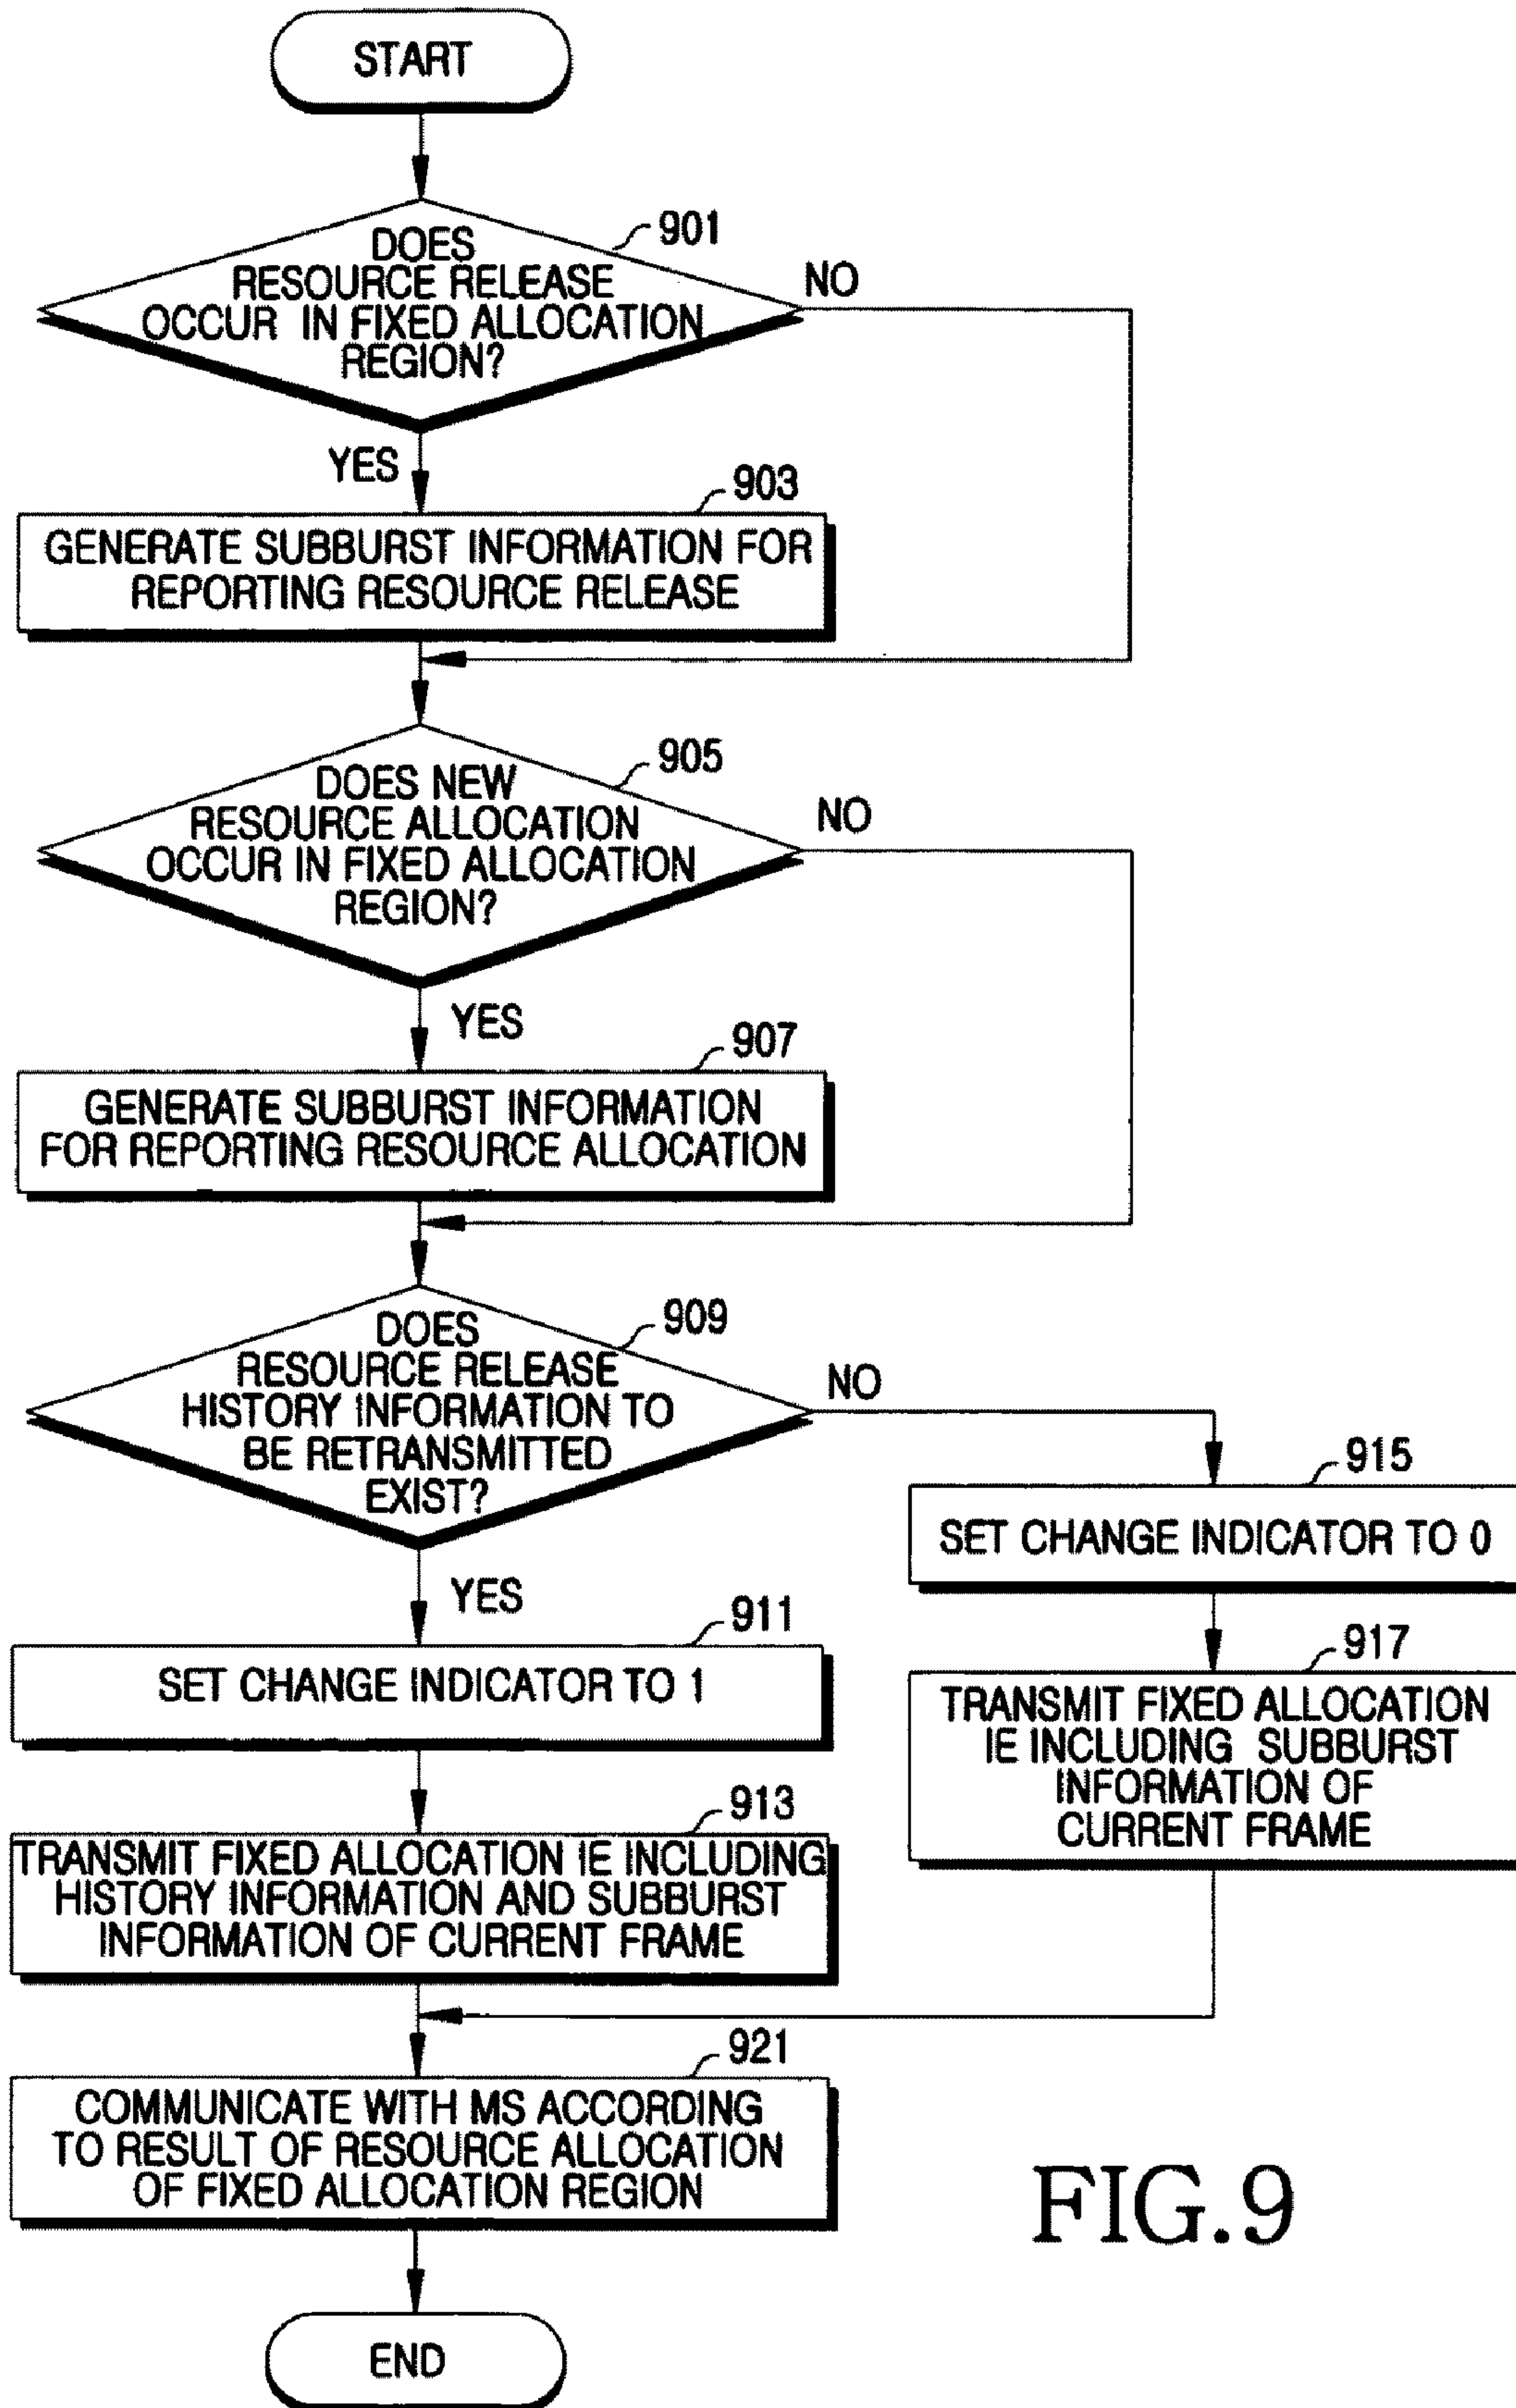 START
901
DOES
RESOURCE RELEASE
OCCUR IN FIXED ALLOCATION
REGION?
NO
YES
903
GENERATE SUBBURST INFORMATION FOR
REPORTING RESOURCE RELEASE
905
DOES NEW
RESOURCE ALLOCATION
OCCUR IN FIXED ALLOCATION
REGION?
NO
YES
907
GENERATE SUBBURST INFORMATION
FOR REPORTING RESOURCE ALLOCATION
909
DOES
RESOURCE RELEASE
HISTORY INFORMATION TO
BE RETRANSMITTED
EXIST?
NO
YES
911
SET CHANGE INDICATOR TO 1
913
TRANSMIT FIXED ALLOCATION IE INCLUDING
HISTORY INFORMATION AND SUBBURST
INFORMATION OF CURRENT FRAME
915
SET CHANGE INDICATOR TO 0
917
TRANSMIT FIXED ALLOCATION
IE INCLUDING SUBBURST
INFORMATION OF
CURRENT FRAME
921
COMMUNICATE WITH MS ACCORDING
TO RESULT OF RESOURCE ALLOCATION
OF FIXED ALLOCATION REGION
END
FIG.9